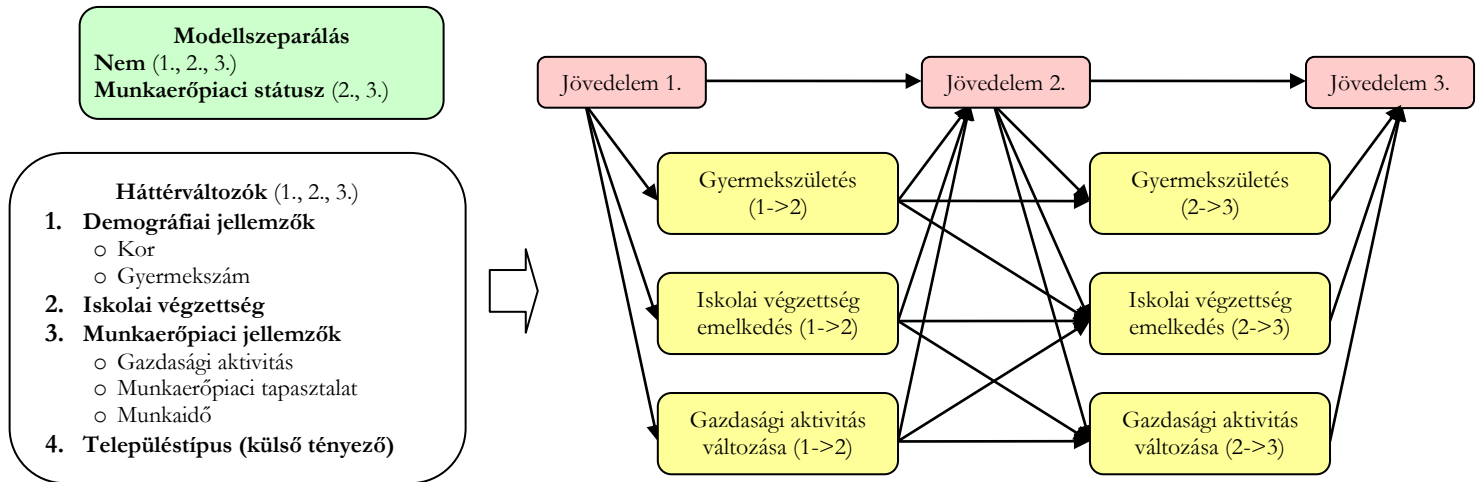 Modellszeparálás
Nem (1., 2., 3.)
Munkaerőpiaci státusz (2., 3.)
Háttérváltozók (1., 2., 3.)
1. Demográfiai jellemzők
o Kor
o Gyermekszám
2. Iskolai végzettség
3. Munkaerőpiaci jellemzők
o Gazdasági aktivitás
o Munkaerőpiaci tapasztalat
o Munkaidő
4. Településtípus (külső tényező)
Jövedelem 1.
Jövedelem 2.
Jövedelem 3.
Gyermekszületés
(1->2)
Gyermekszületés
(2->3)
Iskolai végzettség
emelkedés (1->2)
Iskolai végzettség
emelkedés (2->3)
Gazdasági aktivitás
változása (1->2)
Gazdasági aktivitás
változása (2->3)